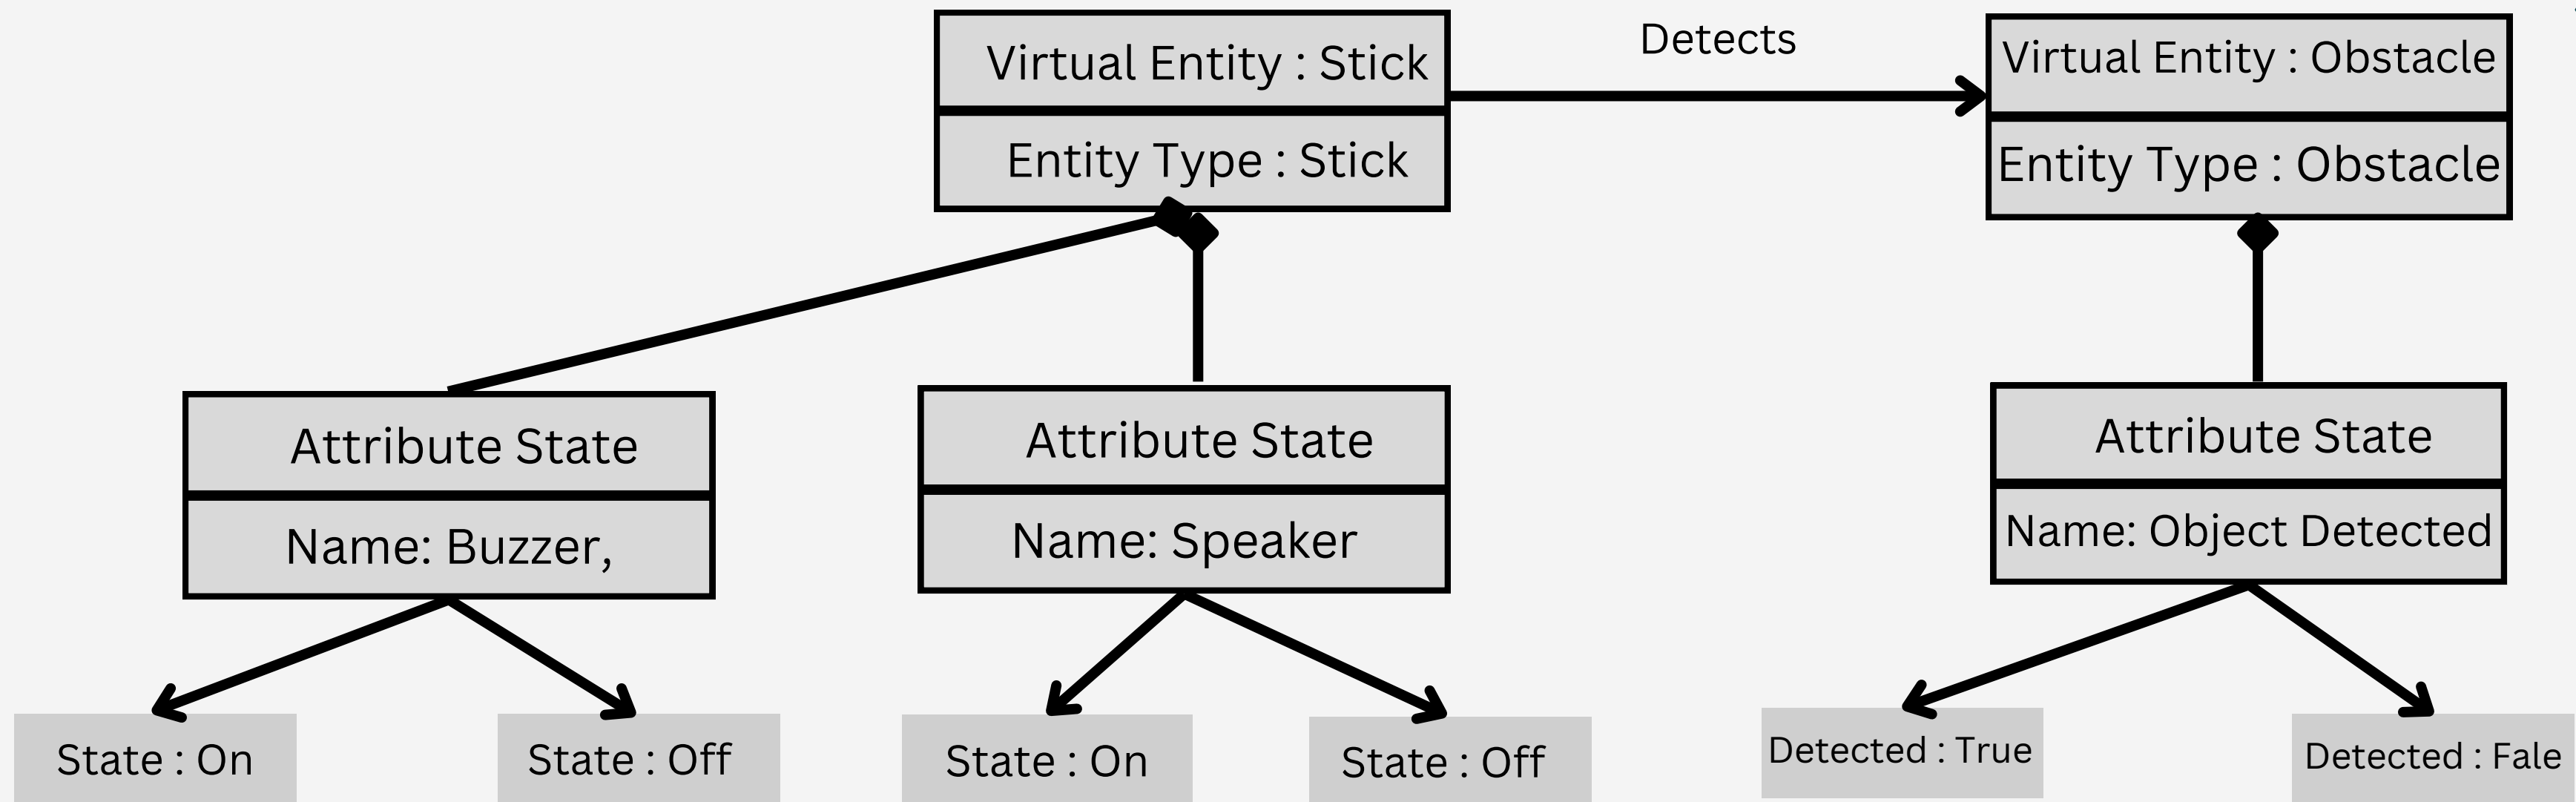 Virtual Entity : Stick
Entity Type : Stick
Detects
Virtual Entity : Obstacle
Entity Type : Obstacle
Attribute State
Name: Buzzer,
Attribute State
Name: Speaker
Attribute State
Name: Object Detected
State : On
State : Off
State : On
State : Off
Detected : True
Detected : Fale